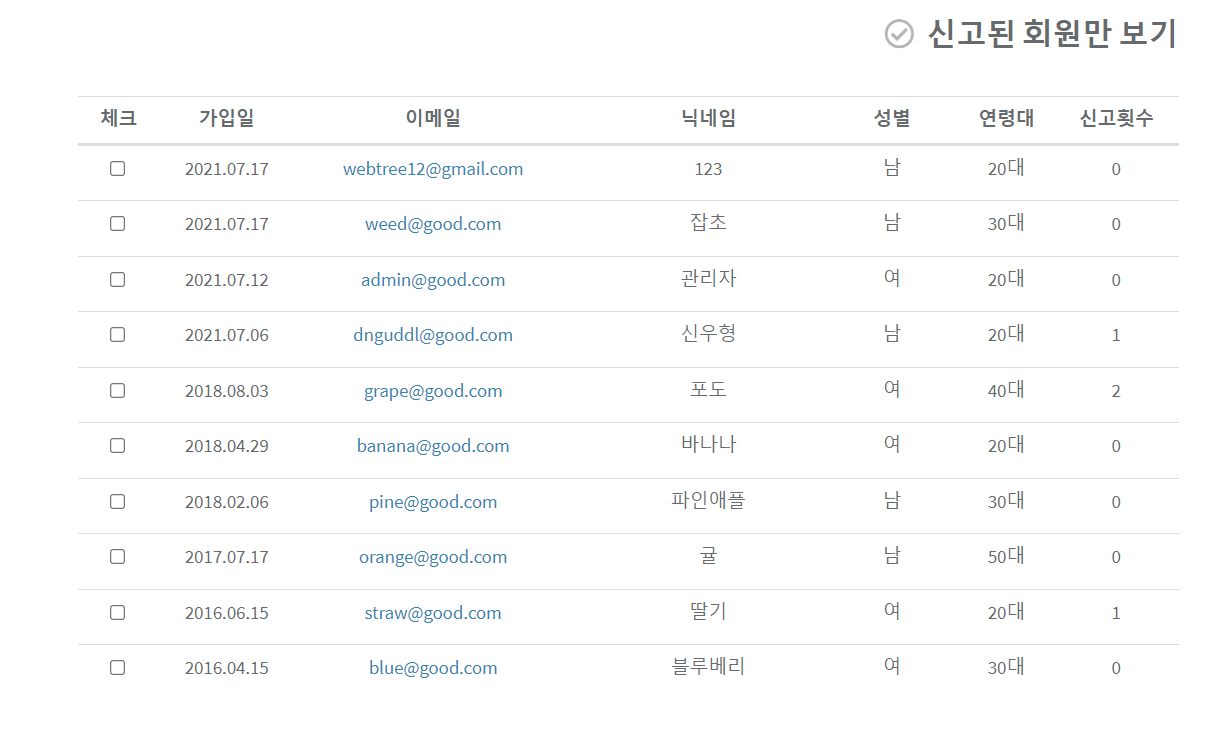 신고된 회원만 보기
체크 가입일 이메일 닉네임 성별 연령대 신고횟수
2021.07.17 webtree12@gmail.com 123 남 20대 0
2021.07.17 weed@good.com 잡초 남 30대 0
2021.07.12 admin@good.com 관리자 여 20대 0
2021.07.06 dnguddl@good.com 신우형 남 20대 1
2018.08.03 grape@good.com 포도 여 40대 2
2018.04.29 banana@good.com 바나나 여 20대 0
2018.02.06 pine@good.com 파인애플 남 30대 0
2017.07.17 orange@good.com 귤 남 50대 0
2016.06.15 straw@good.com 딸기 여 20대 1
2016.04.15 blue@good.com 블루베리 여 30대 0